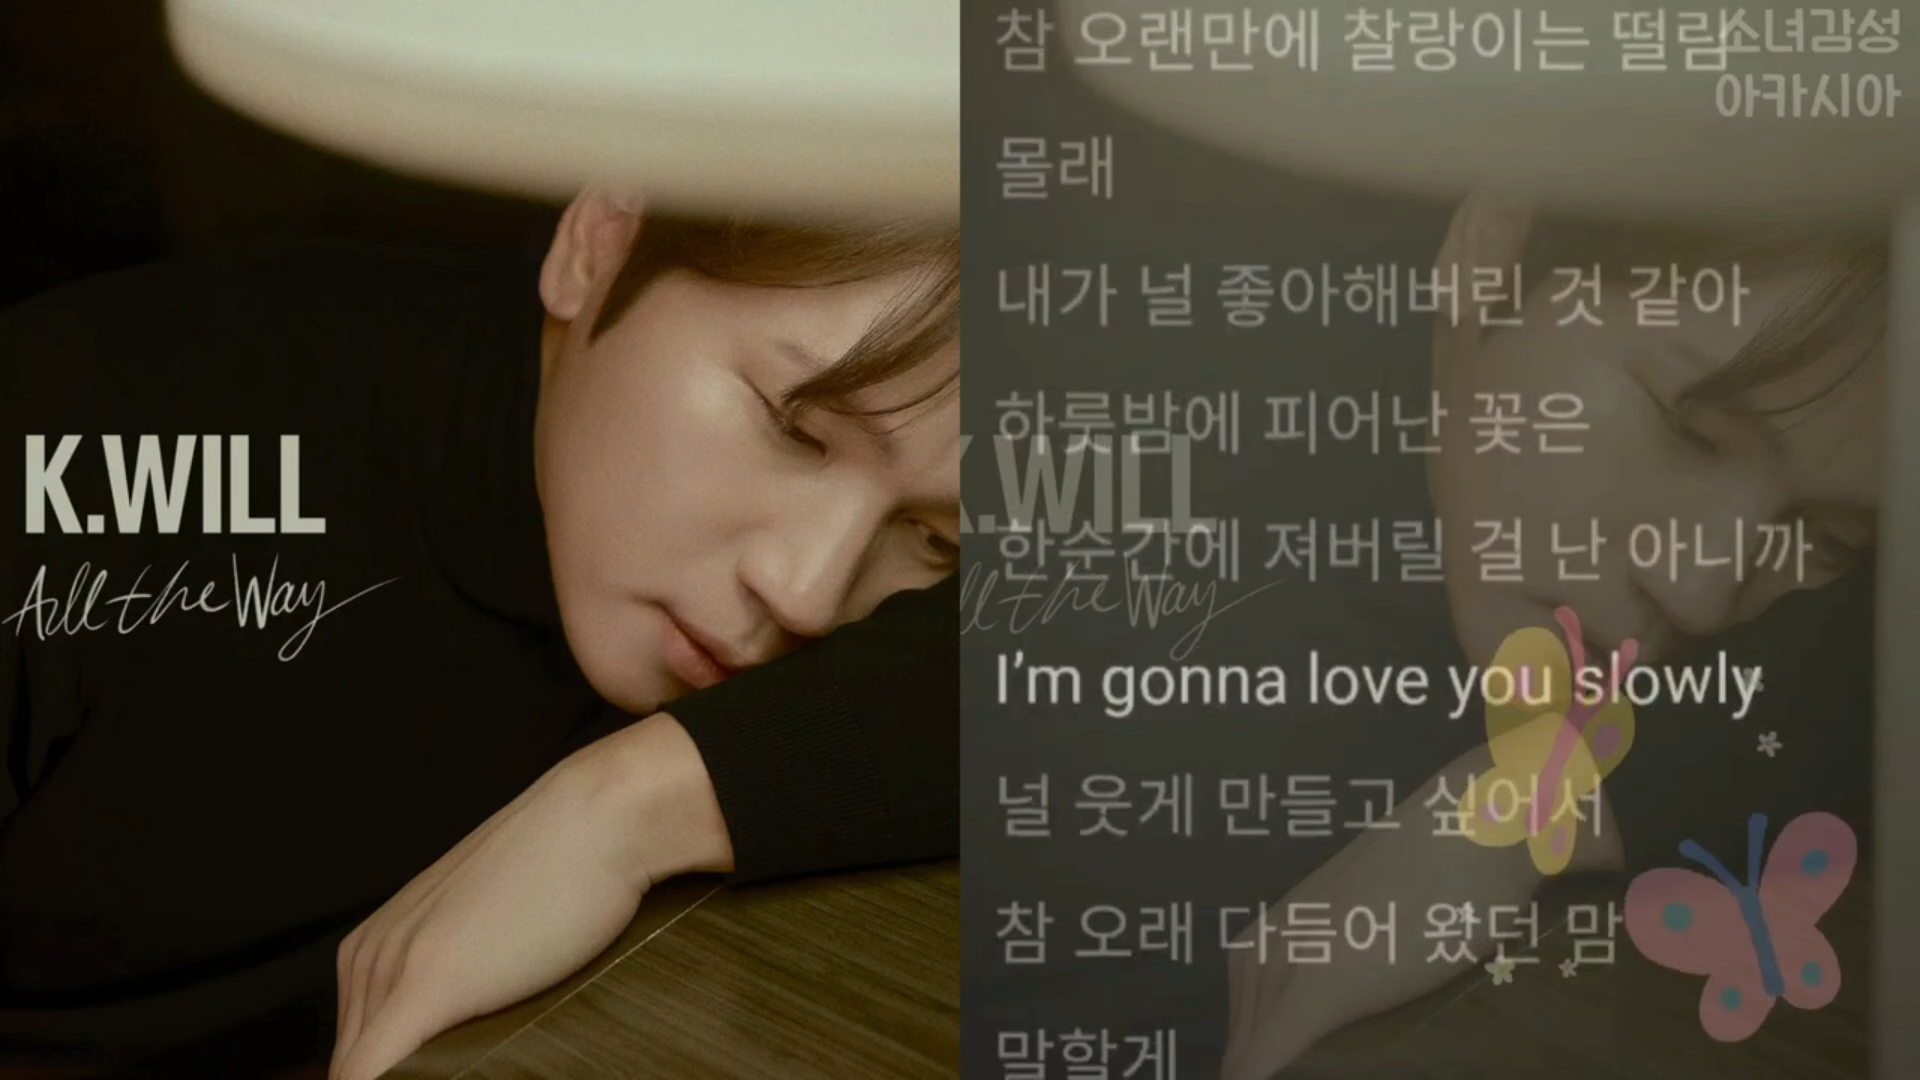 K.WILL
All the Way
참 오랜만에 찰랑이는 떨림
몰래
내가 널 좋아해버린 것 같아
하룻밤에 피어난 꽃은
한순간에 져버릴 걸 난 아니까
I'm gonna love you slowly
널 웃게 만들고 싶어서
참 오래 다듬어 왔던 맘
말할게
소녀감성
아카시아
K.WILL
All the Way